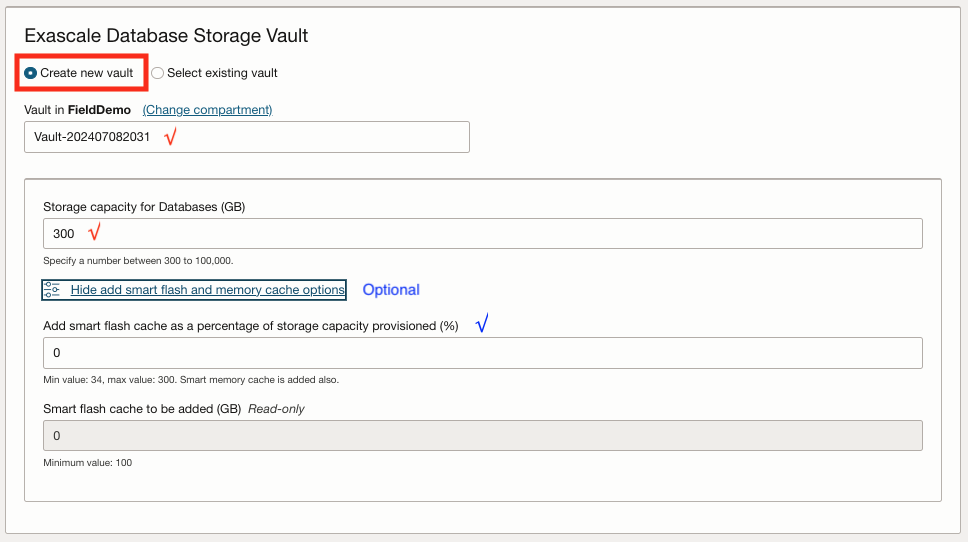 Exascale Database Storage Vault
Create new vault Select existing vault
Vault in FieldDemo (Change compartment)
Vault-202407082031 √
Storage capacity for Databases (GB)
300 √
Specify a number between 300 to 100,000.
Hide add smart flash and memory cache options Optional
Add smart flash cache as a percentage of storage capacity provisioned (%) √
0
Min value: 34, max value: 300. Smart memory cache is added also.
Smart flash cache to be added (GB) Read-only
0
Minimum value: 100